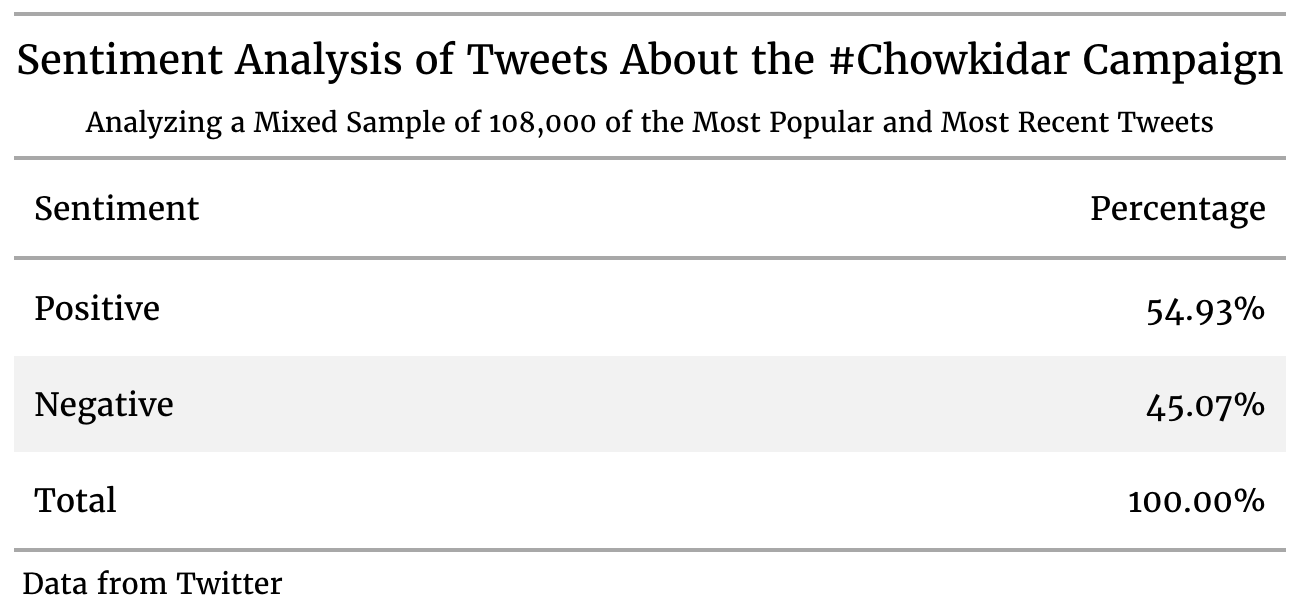 Sentiment Analysis of Tweets About the #Chowkidar Campaign
Analyzing a Mixed Sample of 108,000 of the Most Popular and Most Recent Tweets
Sentiment Percentage
Positive 54.93%
Negative 45.07%
Total 100.00%
Data from Twitter